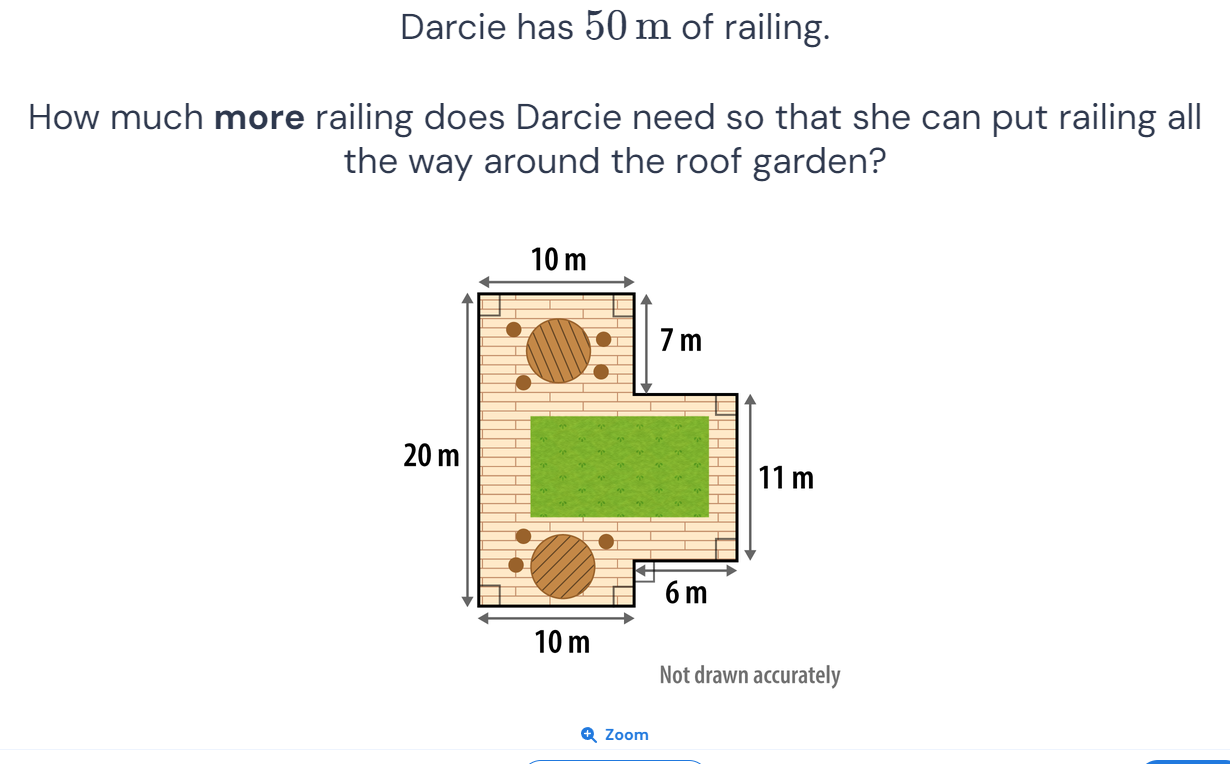 Darcie has 50 m of railing.
How much more railing does Darcie need so that she can put railing all
the way around the roof garden?
10 m
7 m
20 m
11 m
6 m
10 m
Not drawn accurately
Zoom